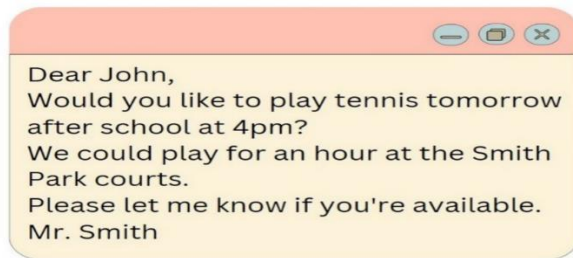 Dear John,
Would you like to play tennis tomorrow
after school at 4pm?
We could play for an hour at the Smith
Park courts.
Please let me know if you're available.
Mr. Smith